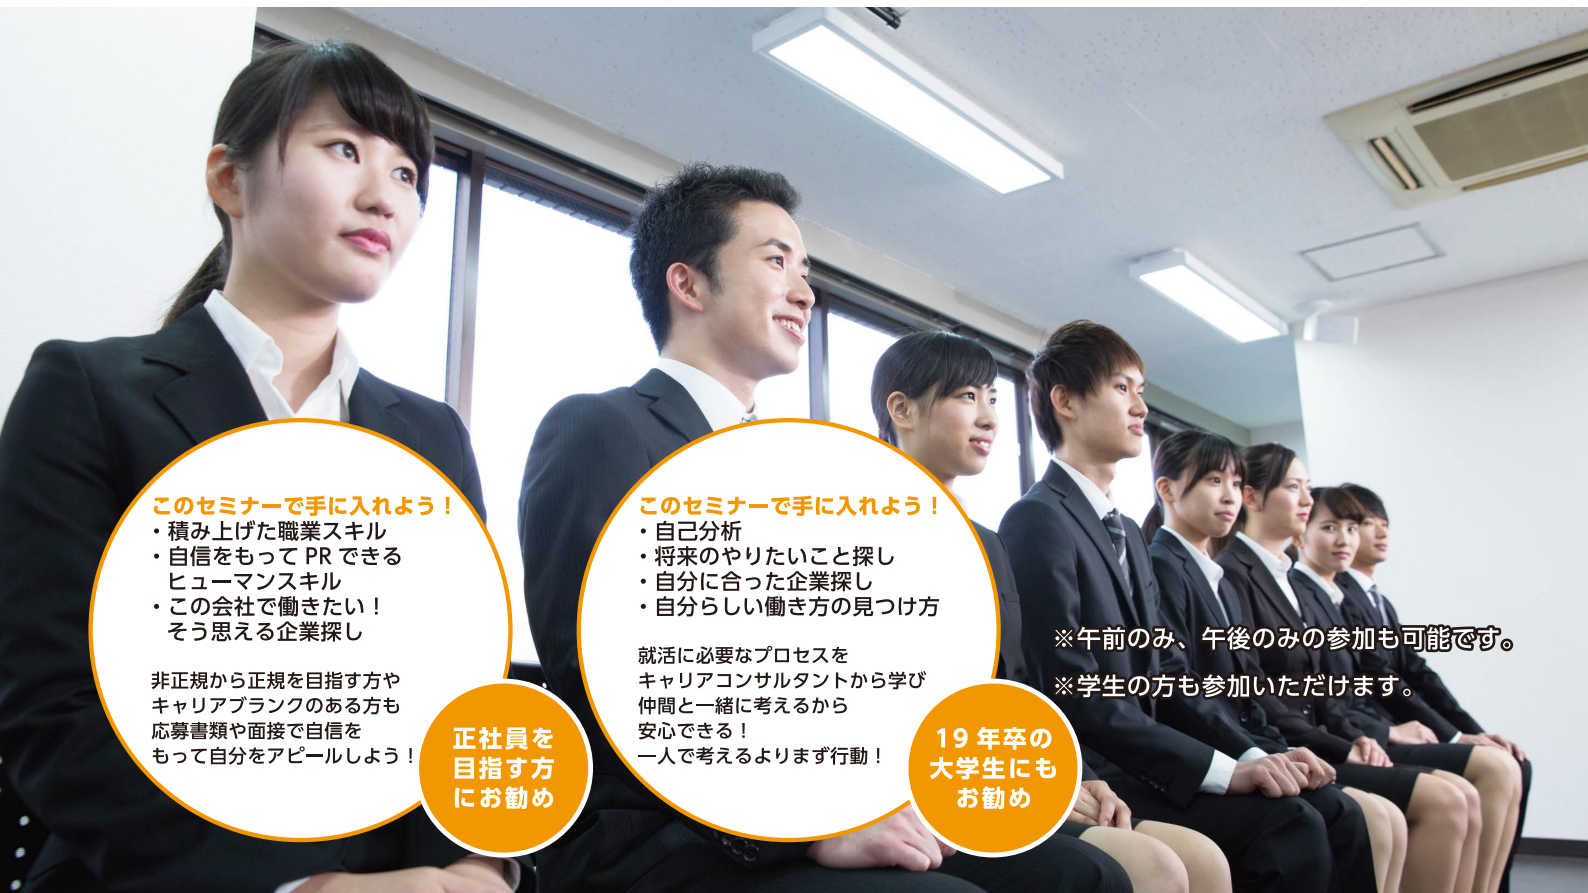 このセミナーで手に入れよう！
・積み上げた職業スキル
・自信をもって PR できる
ヒューマンスキル
・この会社で働きたい！
そう思える企業探し
非正規から正規を目指す方や
キャリアブランクのある方も
応募書類や面接で自信を
もって自分をアピールしよう！
正社員を
目指す方
にお勧め
このセミナーで手に入れよう！
・自己分析
・将来のやりたいこと探し
・自分に合った企業探し
・自分らしい働き方の見つけ方
就活に必要なプロセスを
キャリアコンサルタントから学び
仲間と一緒に考えるから
安心できる！
一人で考えるよりまず行動！
19 年卒の
大学生にも
お勧め
※午前のみ、午後のみの参加も可能です。
※学生の方も参加いただけます。